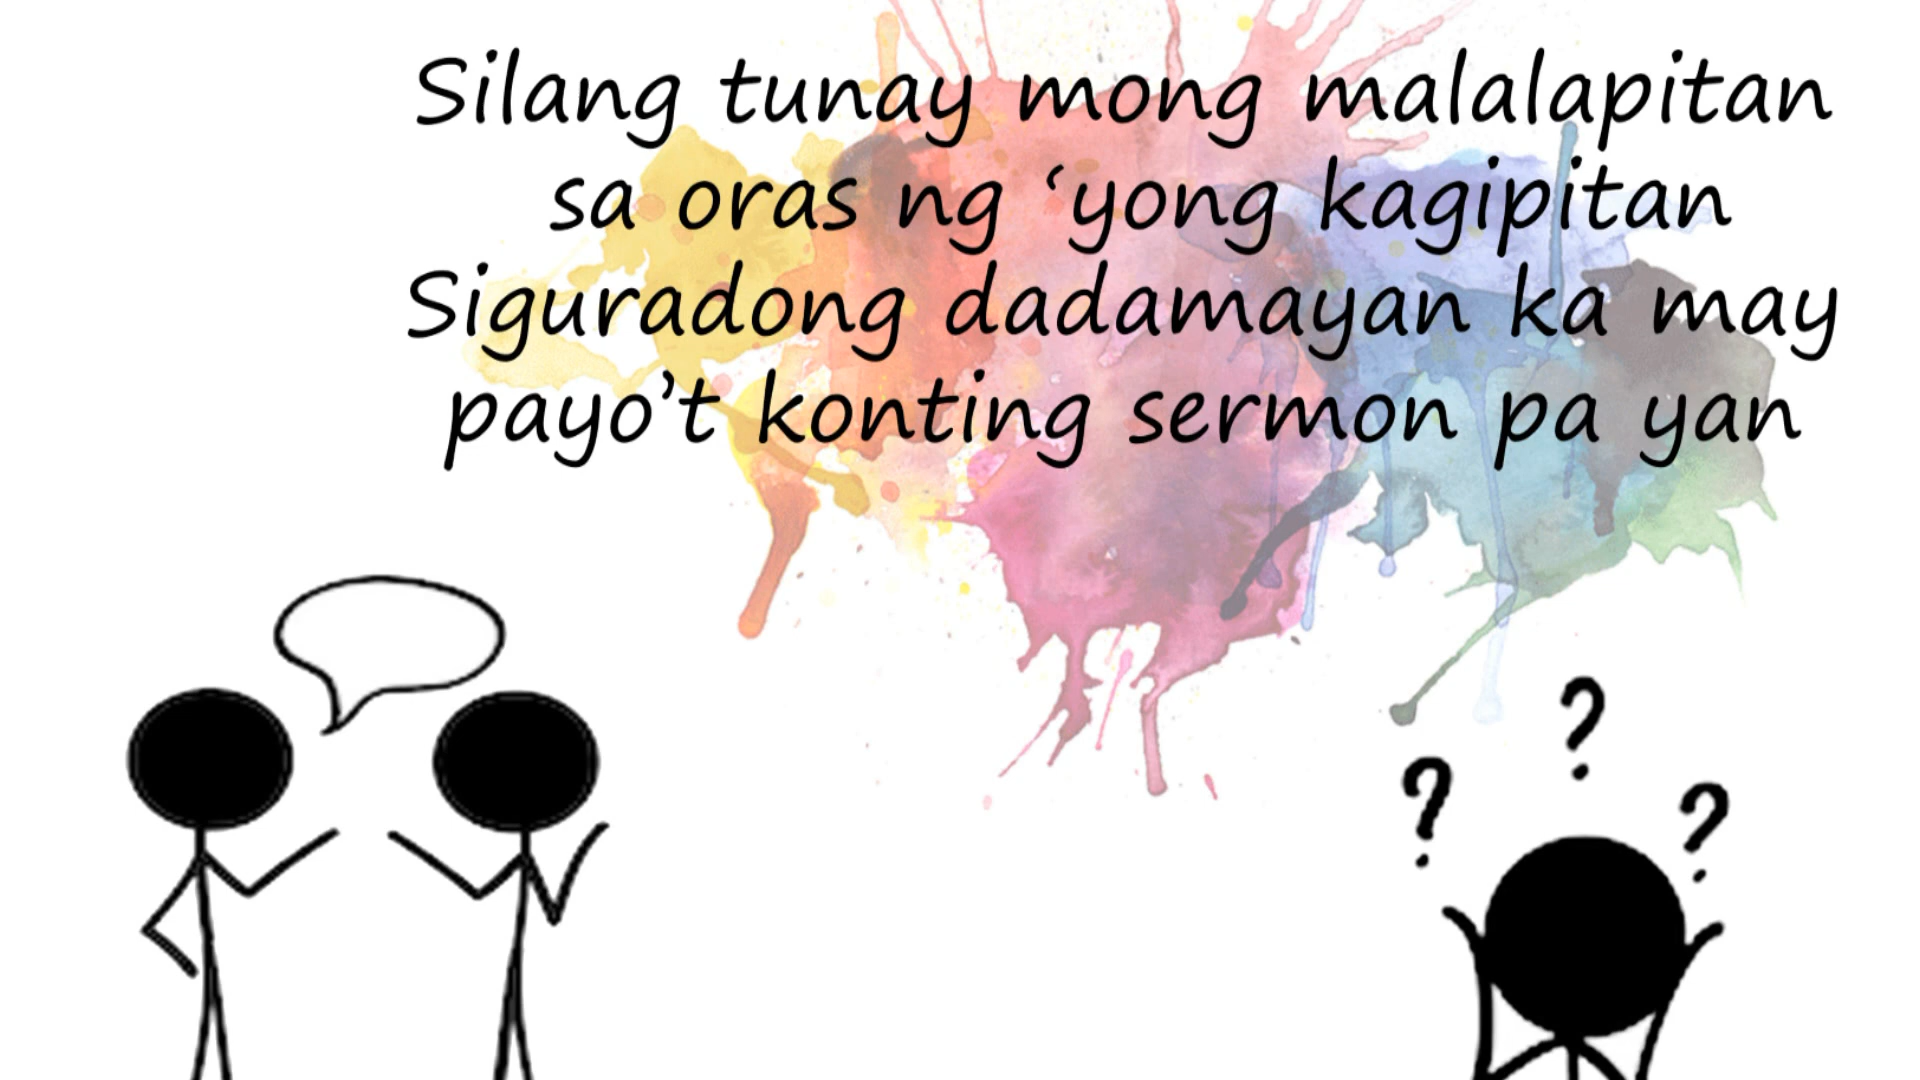 Silang tunay mong malalapitan
sa oras ng ‘yong kagipitan
Siguradong dadamayan ka may
payo’t konting sermon pa yan
?
?
?